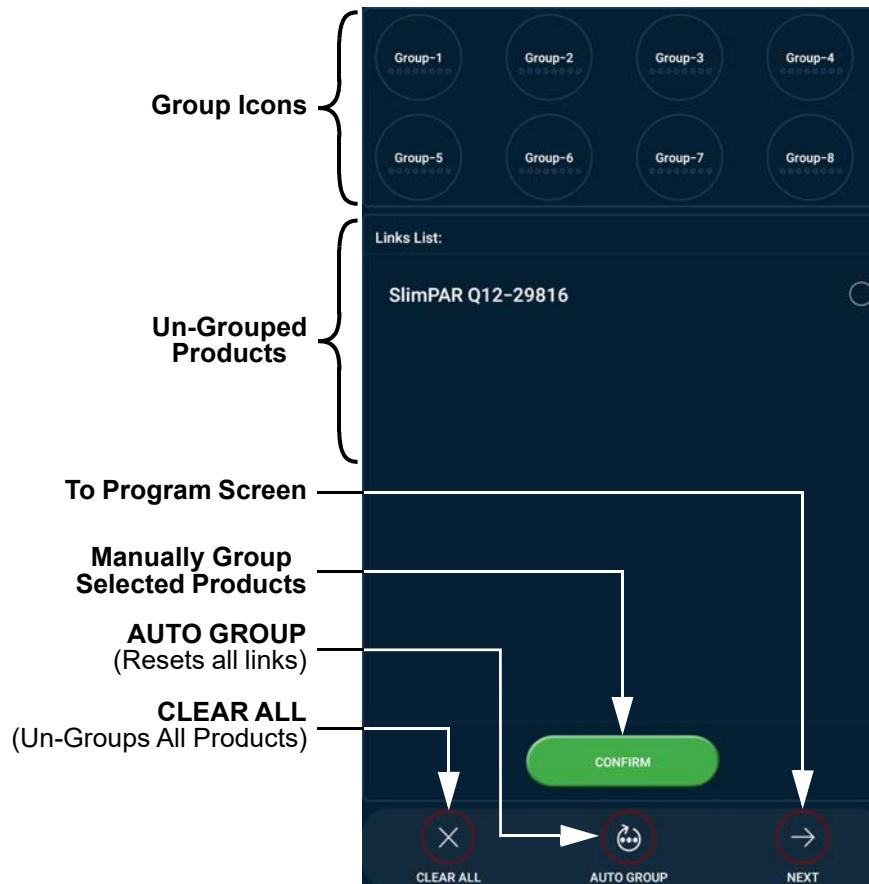 Group-1 Group-2 Group-3 Group-4
Group Icons
Group-5 Group-6 Group-7 Group-8
Links List:
SlimPAR Q12-29816
Un-Grouped
Products
To Program Screen
Manually Group
Selected Products
AUTO GROUP
(Resets all links)
CLEAR ALL
(Un-Groups All Products)
CONFIRM
CLEAR ALL AUTO GROUP NEXT